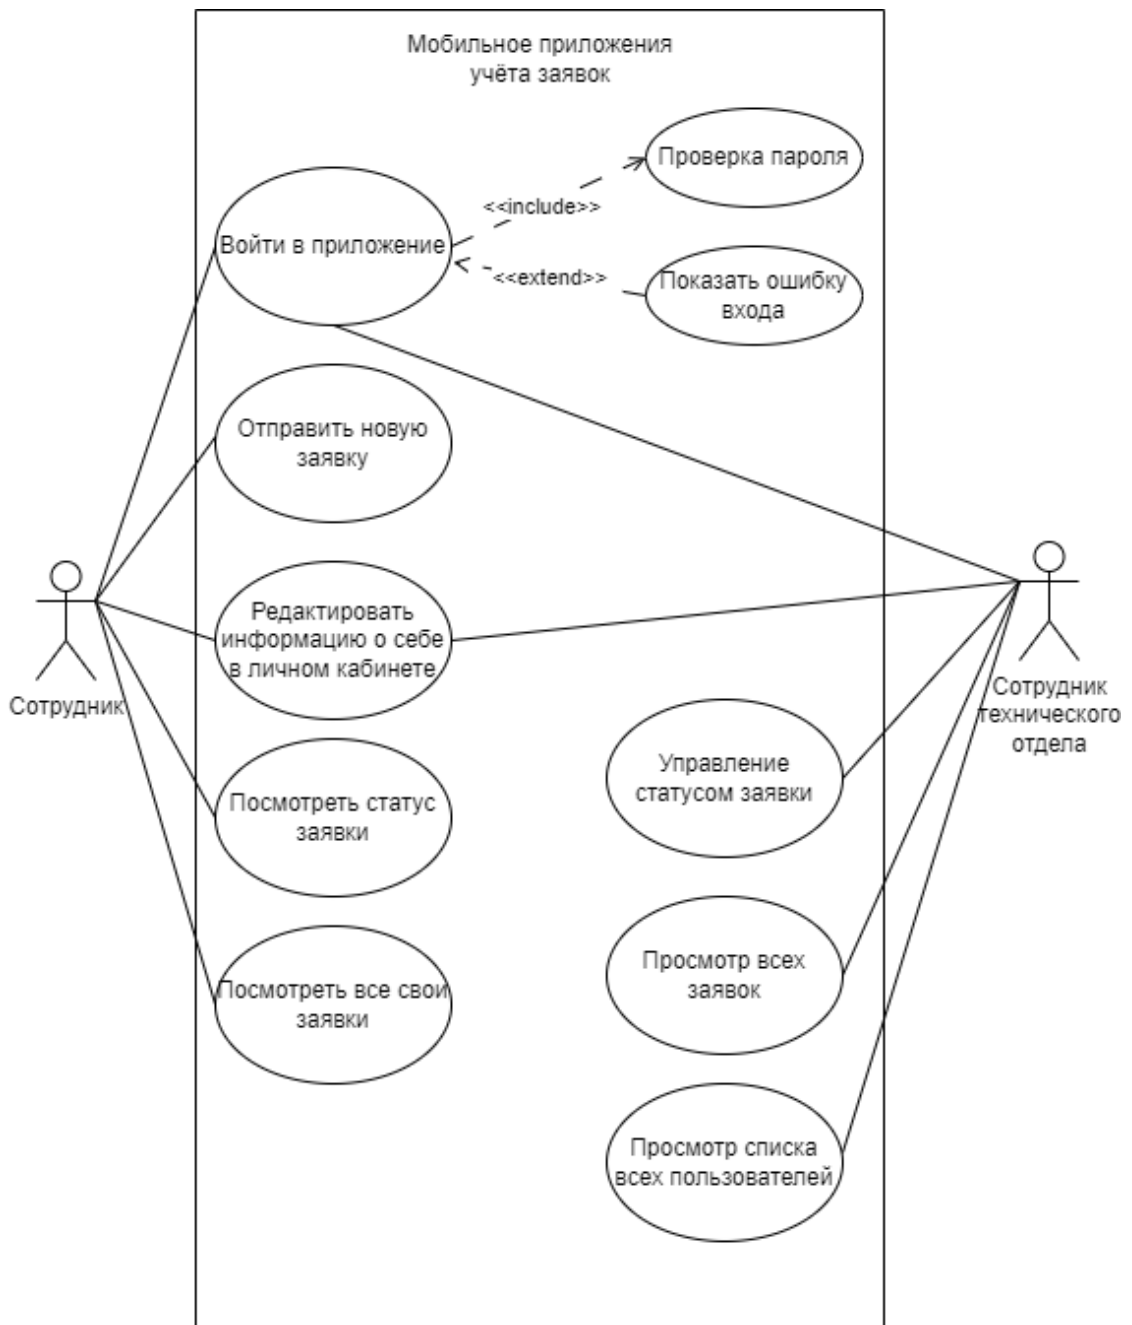 Мобильное приложения
учёта заявок
Проверка пароля
<<include>>
Войти в приложение
<<extend>>
Показать ошибку
входа
Отправить новую
заявку
Редактировать
информацию о себе
в личном кабинете
Сотрудник
Сотрудник
технического
отдела
Управление
статусом заявки
Посмотреть статус
заявки
Просмотр всех
заявок
Посмотреть все свои
заявки
Просмотр списка
всех пользователей